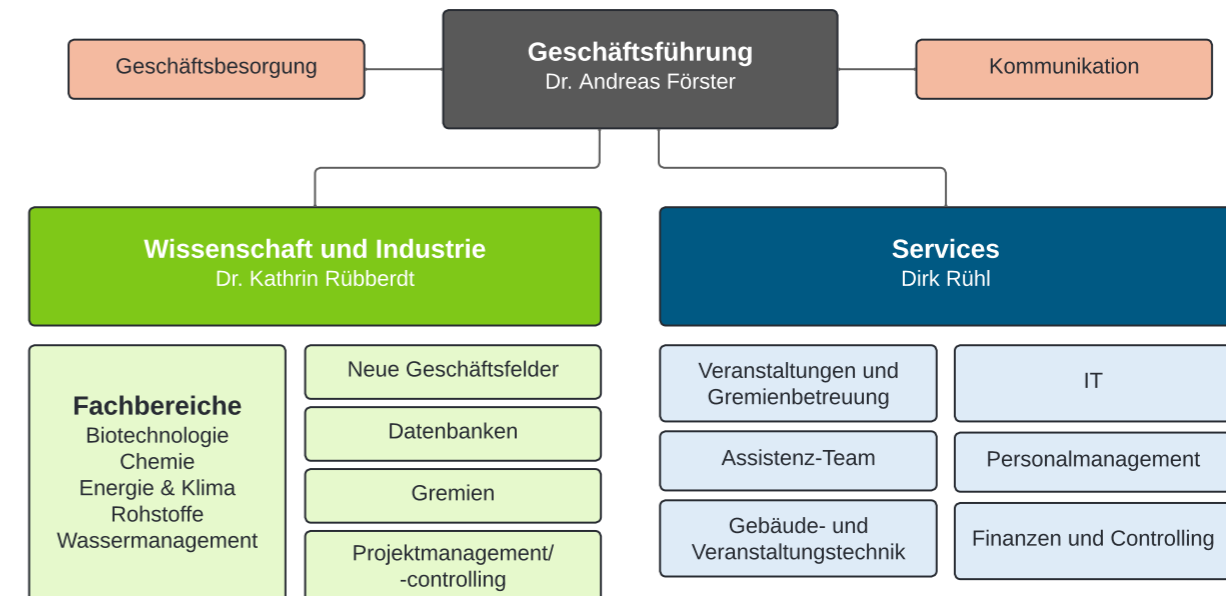 Geschäftsbesorgung
Geschäftsführung
Dr. Andreas Förster
Kommunikation
Wissenschaft und Industrie
Dr. Kathrin Rübberdt
Services
Dirk Rühl
Fachbereiche
Biotechnologie
Chemie
Energie & Klima
Rohstoffe
Wassermanagement
Neue Geschäftsfelder
Datenbanken
Gremien
Projektmanagement/
-controlling
Veranstaltungen und
Gremienbetreuung
Assistenz-Team
Gebäude- und
Veranstaltungstechnik
IT
Personalmanagement
Finanzen und Controlling